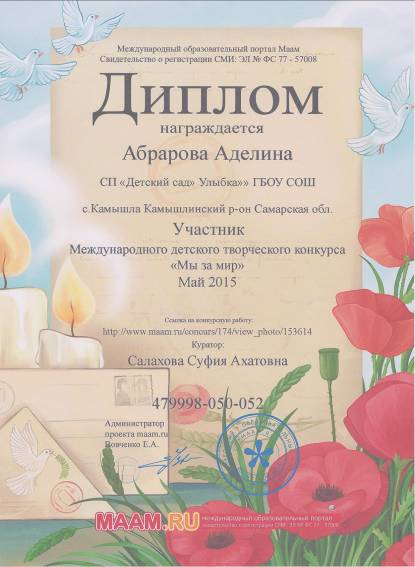 Международный образовательный портал Маам
Свидетельство о регистрации СМИ: ЭЛ № ФС 77 - 57008
Диплом
награждается
Абрарова Аделина
СП «Детский сад» Улыбка»» ГБОУ СОШ
с.Камышла Камышлинский р-он Самарская обл.
Участник
Международного детского творческого конкурса
«Мы за мир»
Май 2015
Ссылка на конкурсную работу:
http://www.maam.ru/concurs/174/view_photo/153614
Куратор:
Салахова Суфия Ахатовна
479998-050-052
Администратор
проекта maam.ru
Вовченко Е.А.
MAAM.RU
международный образовательный портал
свидетельство о регистрации СМИ: ЭЛ № ФС 77 - 57008